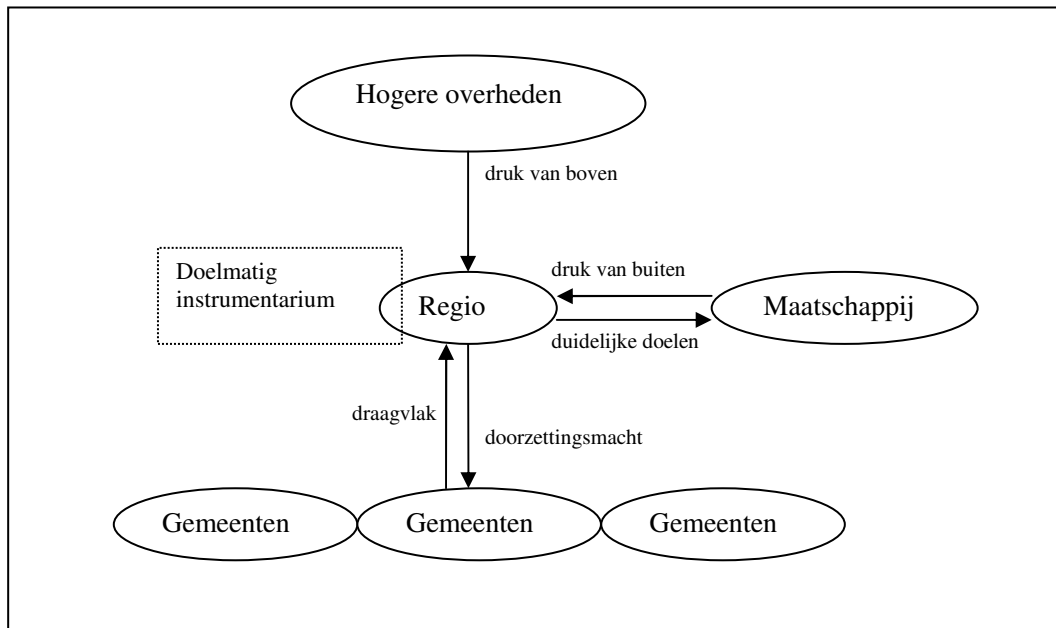 Hogere overheden
druk van boven
Doelmatig
instrumentarium
Regio
druk van buiten
duidelijke doelen
Maatschappij
draagvlak
doorzettingsmacht
Gemeenten
Gemeenten
Gemeenten